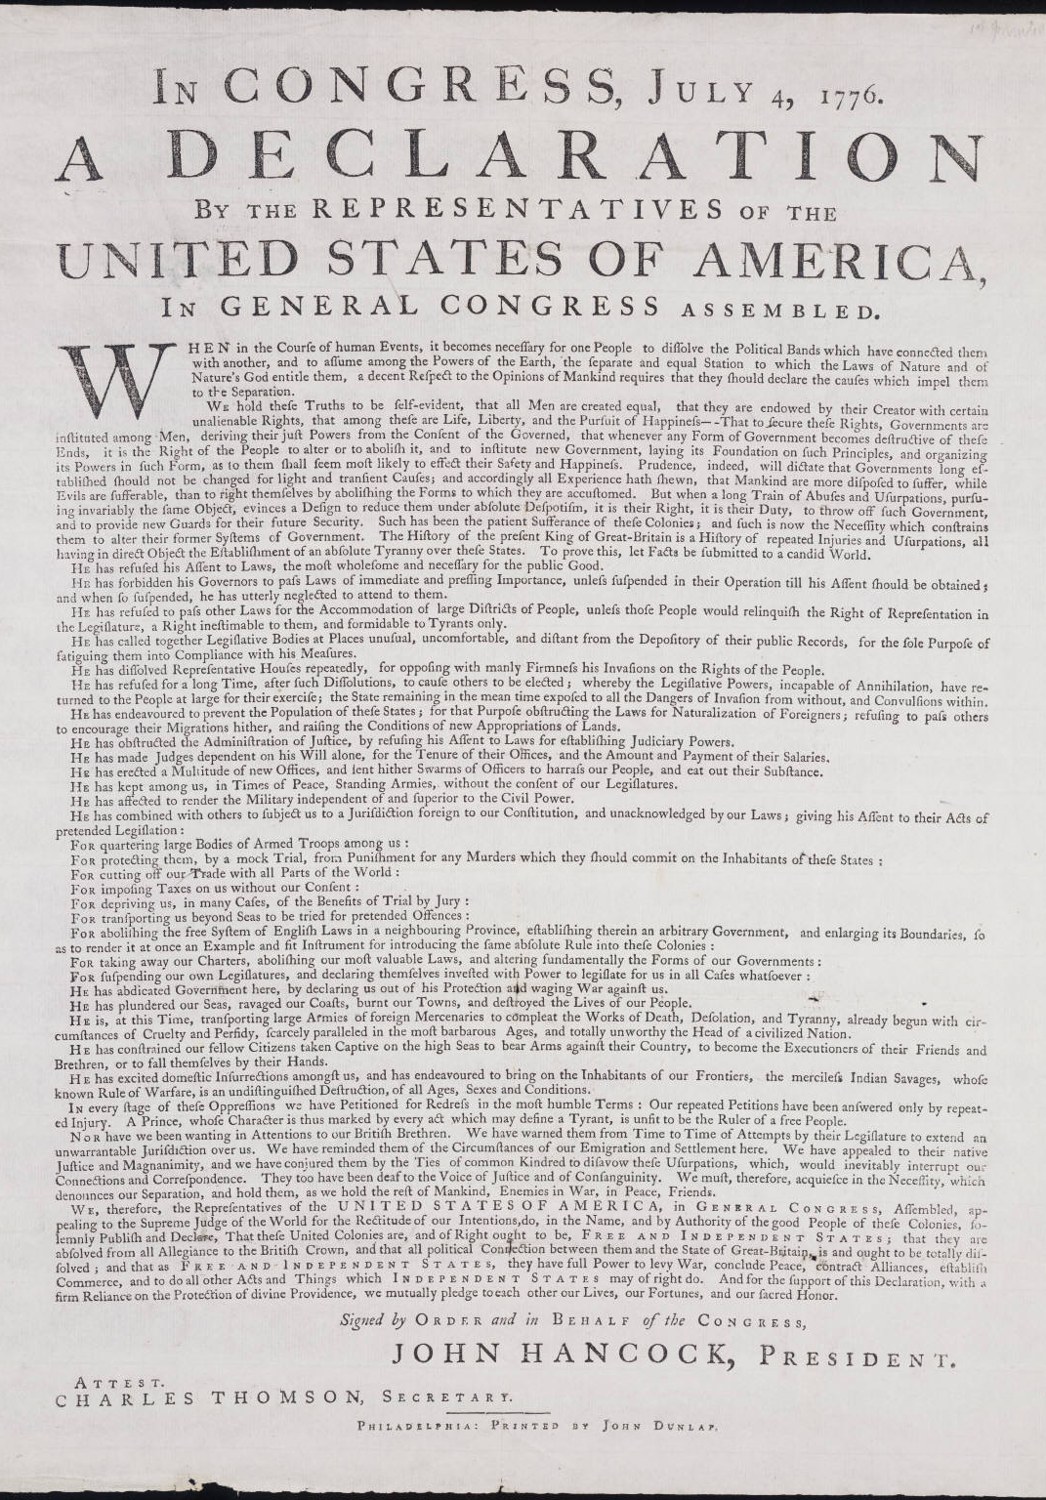 IN CONGRESS, JULY 4, 1776.
A DECLARATION
BY THE REPRESENTATIVES OF THE
UNITED STATES OF AMERICA,
IN GENERAL CONGRESS ASSEMBLED.
WHEN in the Courſe of human Events, it becomes neceſſary for one People to diſſolve the Political Bands which have connected them
with another, and to aſſume among the Powers of the Earth, the ſeparate and equal Station to which the Laws of Nature and of
Nature's God entitle them, a decent Reſpect to the Opinions of Mankind requires that they ſhould declare the cauſes which impel them
to the Separation.
WE hold theſe Truths to be ſelf-evident, that all Men are created equal, that they are endowed by their Creator with certain
unalienable Rights, that among theſe are Life, Liberty, and the Purſuit of Happineſs—-That to ſecure theſe Rights, Governments are
inſtituted among Men, deriving their juſt Powers from the Conſent of the Governed, that whenever any Form of Government becomes deſtructive of theſe
Ends, it is the Right of the People to alter or to aboliſh it, and to inſtitute new Government, laying its Foundation on ſuch Principles, and organizing
its Powers in ſuch Form, as to them ſhall ſeem moſt likely to effect their Safety and Happineſs. Prudence, indeed, will dictate that Governments long eſ-
tabliſhed ſhould not be changed for light and tranſient Cauſes; and accordingly all Experience hath ſhewn, that Mankind are more diſpoſed to ſuffer, while
Evils are ſufferable, than to right themſelves by aboliſhing the Forms to which they are accuſtomed. But when a long Train of Abuſes and Uſurpations, purſu-
ing invariably the ſame Object, evinces a Deſign to reduce them under abſolute Deſpotiſm, it is their Right, it is their Duty, to throw off ſuch Government,
and to provide new Guards for their future Security. Such has been the patient Sufferance of theſe Colonies; and ſuch is now the Neceſſity which conſtrains
them to alter their former Syſtems of Government. The Hiſtory of the preſent King of Great-Britain is a Hiſtory of repeated Injuries and Uſurpations, all
having in direct Object the Eſtabliſhment of an abſolute Tyranny over theſe States. To prove this, let Facts be ſubmitted to a candid World.
HE has refuſed his Aſſent to Laws, the moſt wholeſome and neceſſary for the public Good.
HE has forbidden his Governors to paſs Laws of immediate and preſſing Importance, unleſs ſuſpended in their Operation till his Aſſent ſhould be obtained;
and when ſo ſuſpended, he has utterly neglected to attend to them.
HE has refuſed to paſs other Laws for the Accommodation of large Diſtricts of People, unleſs thoſe People would relinquiſh the Right of Repreſentation in
the Legiſlature, a Right ineſtimable to them, and formidable to Tyrants only.
HE has called together Legiſlative Bodies at Places unuſual, uncomfortable, and diſtant from the Depoſitory of their public Records, for the ſole Purpoſe of
fatiguing them into Compliance with his Meaſures.
HE has diſſolved Repreſentative Houſes repeatedly, for oppoſing with manly Firmneſs his Invaſions on the Rights of the People.
HE has refuſed for a long Time, after ſuch Diſſolutions, to cauſe others to be elected; whereby the Legiſlative Powers, incapable of Annihilation, have re-
turned to the People at large for their exerciſe; the State remaining in the mean time expoſed to all the Dangers of Invaſion from without, and Convulſions within.
HE has endeavoured to prevent the Population of theſe States; for that Purpoſe obſtructing the Laws for Naturalization of Foreigners; refuſing to paſs others
to encourage their Migrations hither, and raiſing the Conditions of new Appropriations of Lands.
HE has obſtructed the Adminiſtration of Juſtice, by refuſing his Aſſent to Laws for eſtabliſhing Judiciary Powers.
HE has made Judges dependent on his Will alone, for the Tenure of their Offices, and the Amount and Payment of their Salaries.
HE has erected a Multitude of new Offices, and ſent hither Swarms of Officers to harraſs our People, and eat out their Subſtance.
HE has kept among us, in Times of Peace, Standing Armies, without the conſent of our Legiſlatures.
HE has affected to render the Military independent of and ſuperior to the Civil Power.
HE has combined with others to ſubject us to a Juriſdiction foreign to our Conſtitution, and unacknowledged by our Laws; giving his Aſſent to their Acts of
pretended Legiſlation:
FOR quartering large Bodies of Armed Troops among us:
FOR protecting them, by a mock Trial, from Puniſhment for any Murders which they ſhould commit on the Inhabitants of theſe States:
FOR cutting off our Trade with all Parts of the World:
FOR impoſing Taxes on us without our Conſent:
FOR depriving us, in many Caſes, of the Benefits of Trial by Jury:
FOR tranſporting us beyond Seas to be tried for pretended Offences:
FOR aboliſhing the free Syſtem of Engliſh Laws in a neighbouring Province, eſtabliſhing therein an arbitrary Government, and enlarging its Boundaries, ſo
as to render it at once an Example and fit Inſtrument for introducing the ſame abſolute Rule into theſe Colonies:
FOR taking away our Charters, aboliſhing our moſt valuable Laws, and altering fundamentally the Forms of our Governments:
FOR ſuſpending our own Legiſlatures, and declaring themſelves inveſted with Power to legiſlate for us in all Caſes whatſoever:
HE has abdicated Government here, by declaring us out of his Protection and waging War againſt us.
HE has plundered our Seas, ravaged our Coaſts, burnt our Towns, and deſtroyed the Lives of our People.
HE is, at this Time, tranſporting large Armies of foreign Mercenaries to compleat the Works of Death, Deſolation, and Tyranny, already begun with cir-
cumſtances of Cruelty and Perfidy, ſcarcely paralleled in the moſt barbarous Ages, and totally unworthy the Head of a civilized Nation.
HE has conſtrained our fellow Citizens taken Captive on the high Seas to bear Arms againſt their Country, to become the Executioners of their Friends and
Brethren, or to fall themſelves by their Hands.
HE has excited domeſtic Inſurrections amongſt us, and has endeavoured to bring on the Inhabitants of our Frontiers, the mercileſs Indian Savages, whoſe
known Rule of Warfare, is an undiſtinguiſhed Deſtruction, of all Ages, Sexes and Conditions.
IN every ſtage of theſe Oppreſſions we have Petitioned for Redreſs in the moſt humble Terms: Our repeated Petitions have been anſwered only by repeat-
ed Injury. A Prince, whoſe Character is thus marked by every act which may define a Tyrant, is unfit to be the Ruler of a free People.
NOR have we been wanting in Attentions to our Britiſh Brethren. We have warned them from Time to Time of Attempts by their Legiſlature to extend an
unwarrantable Juriſdiction over us. We have reminded them of the Circumſtances of our Emigration and Settlement here. We have appealed to their native
Juſtice and Magnanimity, and we have conjured them by the Ties of common Kindred to diſavow theſe Uſurpations, which, would inevitably interrupt our
Connections and Correſpondence. They too have been deaf to the Voice of Juſtice and of Conſanguinity. We muſt, therefore, acquieſce in the Neceſſity, which
denounces our Separation, and hold them, as we hold the reſt of Mankind, Enemies in War, in Peace, Friends.
WE, therefore, the Repreſentatives of the UNITED STATES OF AMERICA, in GENERAL CONGRESS, Aſſembled, ap-
pealing to the Supreme Judge of the World for the Rectitude of our Intentions, do, in the Name, and by Authority of the good People of theſe Colonies, ſo-
lemnly Publiſh and Declare, That theſe United Colonies are, and of Right ought to be, FREE AND INDEPENDENT STATES; that they are
abſolved from all Allegiance to the Britiſh Crown, and that all political Connection between them and the State of Great-Britain, is and ought to be totally diſ-
ſolved; and that as FREE AND INDEPENDENT STATES, they have full Power to levy War, conclude Peace, contract Alliances, eſtabliſh
Commerce, and to do all other Acts and Things which INDEPENDENT STATES may of right do. And for the ſupport of this Declaration, with a
firm Reliance on the Protection of divine Providence, we mutually pledge to each other our Lives, our Fortunes, and our ſacred Honor.
Signed by ORDER and in BEHALF of the CONGRESS,
JOHN HANCOCK, PRESIDENT.
ATTEST.
CHARLES THOMSON, SECRETARY.
PHILADELPHIA: PRINTED BY JOHN DUNLAP.